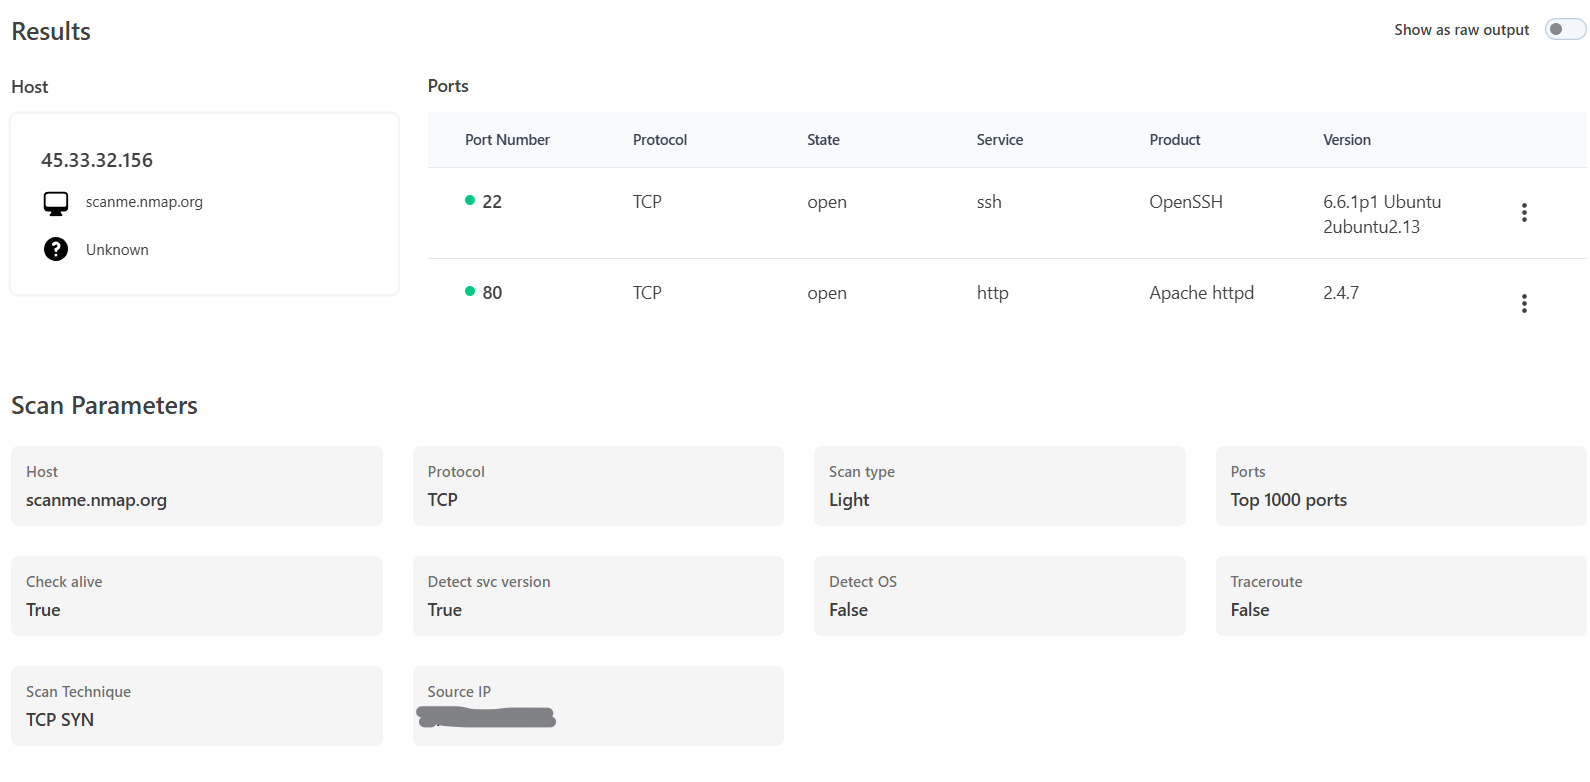 Results
Show as raw output
Host
45.33.32.156
scanme.nmap.org
Unknown
Ports
Port Number Protocol State Service Product Version
22 TCP open ssh OpenSSH 6.6.1p1 Ubuntu
2ubuntu2.13
80 TCP open http Apache httpd 2.4.7
Scan Parameters
Host
scanme.nmap.org
Protocol
TCP
Scan type
Light
Ports
Top 1000 ports
Check alive
True
Detect svc version
True
Detect OS
False
Traceroute
False
Scan Technique
TCP SYN
Source IP